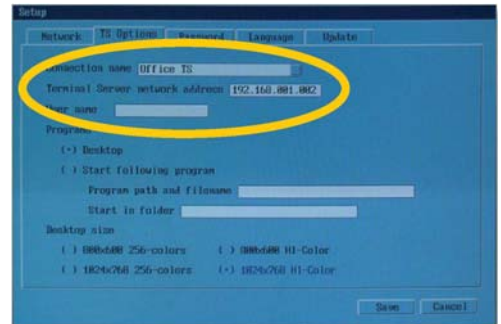 Setup
Network TS Options Password Language Update
Connection name Office TS
Terminal Server network address 192.168.001.002
User name
Program
(•) Desktop
( ) Start following program
Program path and filename
Start in folder
Desktop size
( ) 800x600 256-colors ( ) 800x600 HI-Color
( ) 1024x768 256-colors (•) 1024x768 HI-Color
Save Cancel